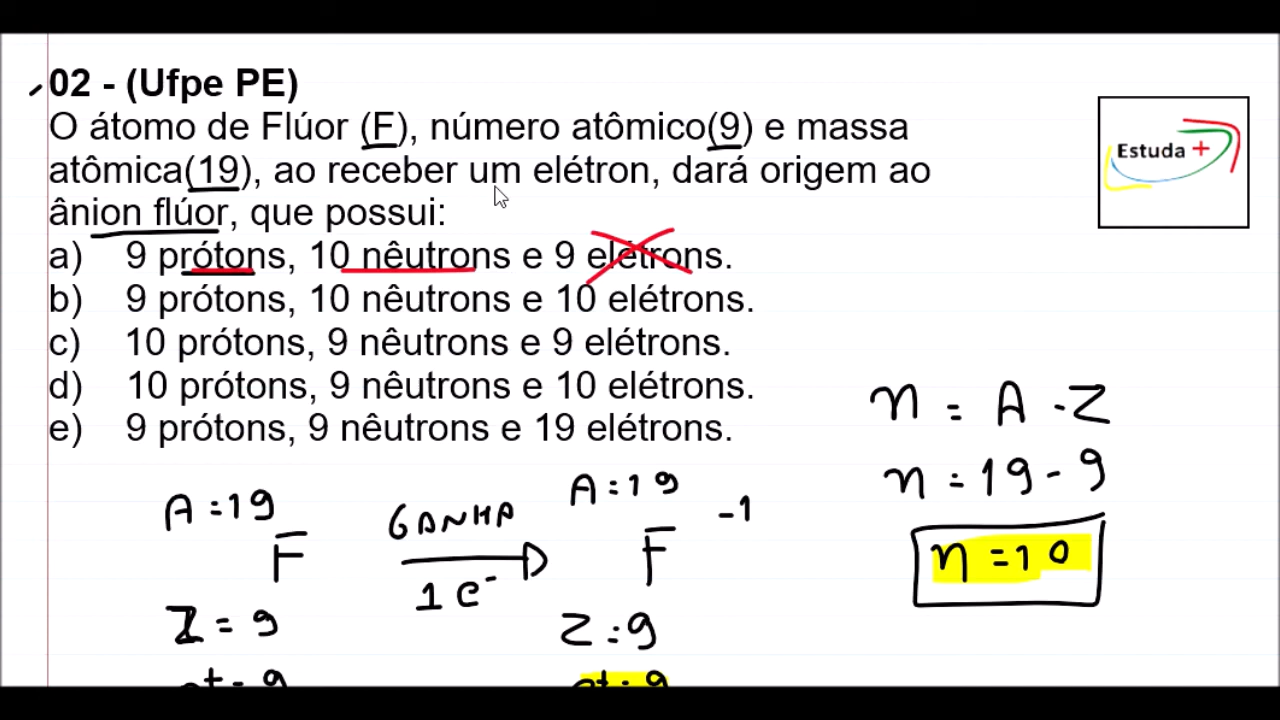 02 - (Ufpe PE)
O átomo de Flúor (F), número atômico(9) e massa
atômica(19), ao receber um elétron, dará origem ao
ânion flúor, que possui:
a) 9 prótons, 10 nêutrons e 9 elétrons.
b) 9 prótons, 10 nêutrons e 10 elétrons.
c) 10 prótons, 9 nêutrons e 9 elétrons.
d) 10 prótons, 9 nêutrons e 10 elétrons.
e) 9 prótons, 9 nêutrons e 19 elétrons.
Estuda +
n = A - Z
n = 19 - 9
n = 10
A = 19
F
Z = 9
GANHA
1 e-
A = 19
F -1
Z = 9